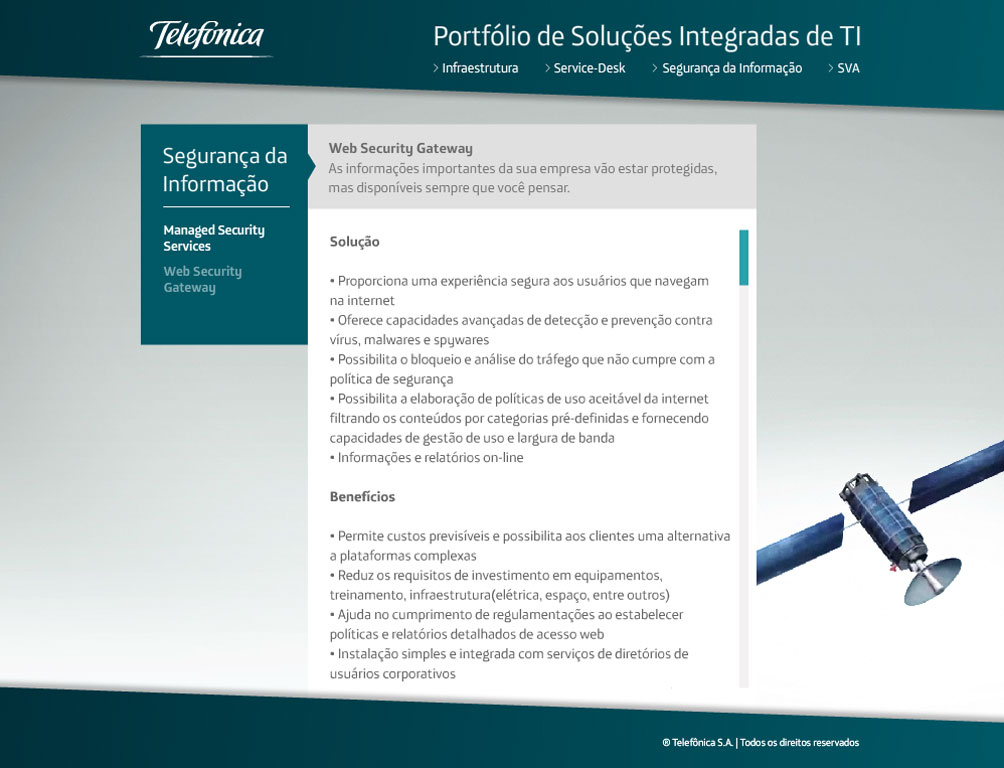 Telefónica
Portfólio de Soluções Integradas de TI
> Infraestrutura > Service-Desk > Segurança da Informação > SVA
Segurança da
Informação
Managed Security
Services
Web Security
Gateway
Web Security Gateway
As informações importantes da sua empresa vão estar protegidas,
mas disponíveis sempre que você pensar.
Solução
• Proporciona uma experiência segura aos usuários que navegam
na internet
• Oferece capacidades avançadas de detecção e prevenção contra
vírus, malwares e spywares
• Possibilita o bloqueio e análise do tráfego que não cumpre com a
política de segurança
• Possibilita a elaboração de políticas de uso aceitável da internet
filtrando os conteúdos por categorias pré-definidas e fornecendo
capacidades de gestão de uso e largura de banda
• Informações e relatórios on-line
Benefícios
• Permite custos previsíveis e possibilita aos clientes uma alternativa
a plataformas complexas
• Reduz os requisitos de investimento em equipamentos,
treinamento, infraestrutura(elétrica, espaço, entre outros)
• Ajuda no cumprimento de regulamentações ao estabelecer
políticas e relatórios detalhados de acesso web
• Instalação simples e integrada com serviços de diretórios de
usuários corporativos
® Telefônica S.A. | Todos os direitos reservados